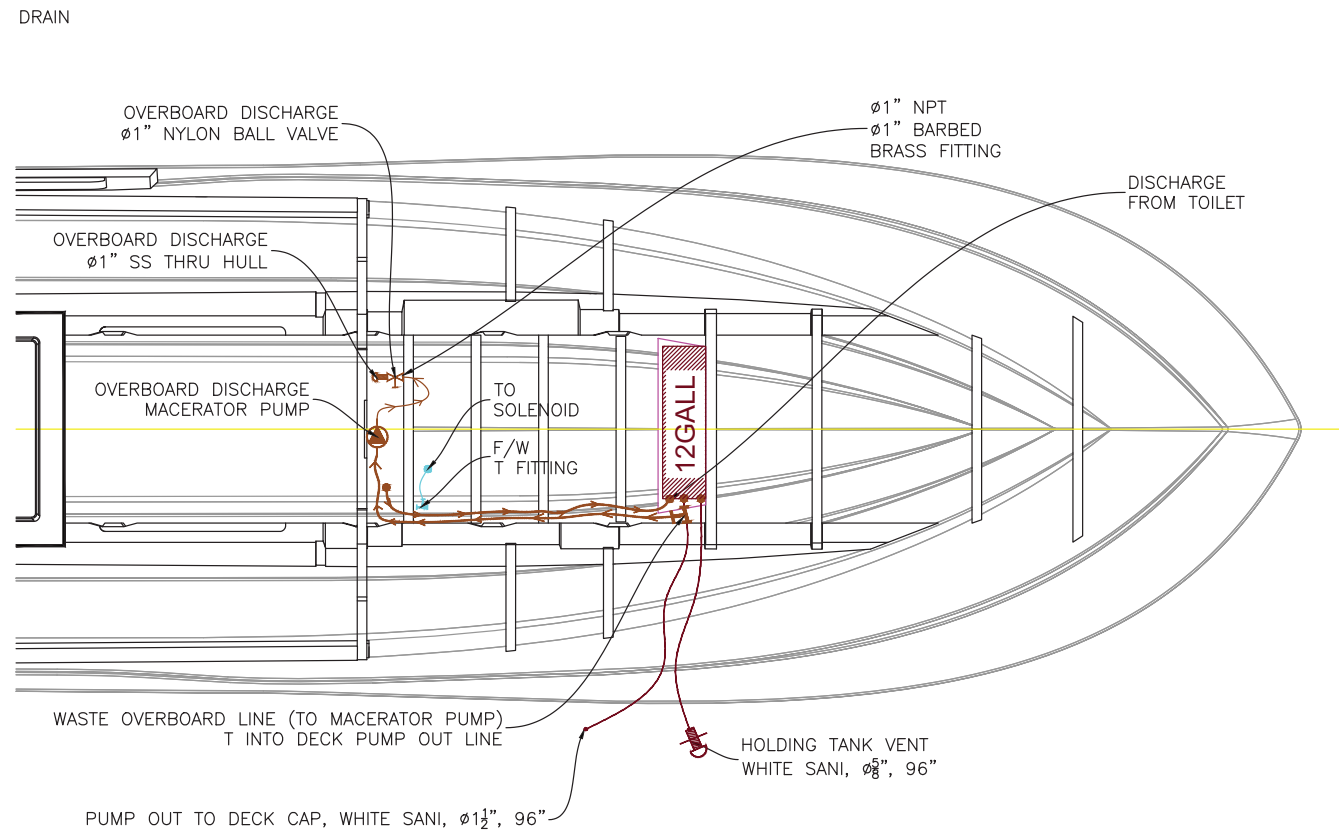 DRAIN
OVERBOARD DISCHARGE
ø1” NYLON BALL VALVE
ø1” NPT
ø1” BARBED
BRASS FITTING
DISCHARGE
FROM TOILET
OVERBOARD DISCHARGE
ø1” SS THRU HULL
OVERBOARD DISCHARGE
MACERATOR PUMP
TO
SOLENOID
F/W
T FITTING
12GALL
WASTE OVERBOARD LINE (TO MACERATOR PUMP)
T INTO DECK PUMP OUT LINE
HOLDING TANK VENT
WHITE SANI, ø5/8”, 96”
PUMP OUT TO DECK CAP, WHITE SANI, ø1 1/2”, 96”